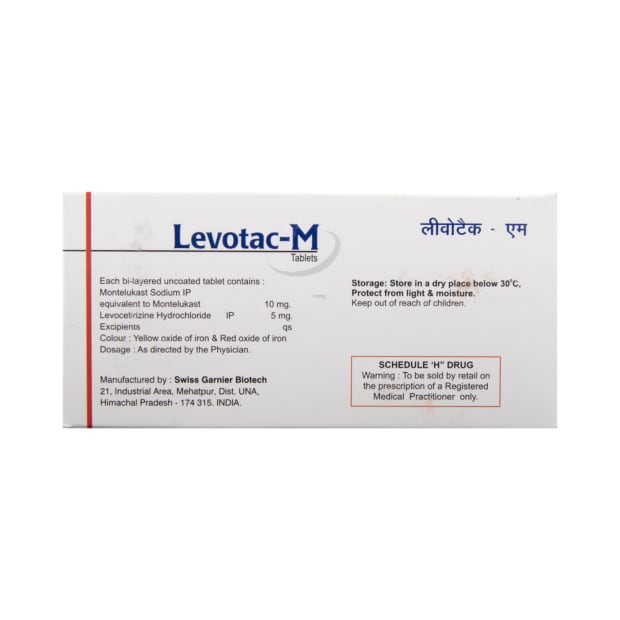 Levotac-M
Tablets
लीवोटैक - एम
Each bi-layered uncoated tablet contains :
Montelukast Sodium IP
equivalent to Montelukast 10 mg.
Levocetirizine Hydrochloride IP 5 mg.
Excipients qs
Colour : Yellow oxide of iron & Red oxide of iron
Dosage : As directed by the Physician.
Manufactured by : Swiss Garnier Biotech
21, Industrial Area, Mehatpur, Dist. UNA,
Himachal Pradesh - 174 315. INDIA.
Storage: Store in a dry place below 30°C,
Protect from light & moisture.
Keep out of reach of children.
SCHEDULE 'H" DRUG
Warning : To be sold by retail on
the prescription of a Registered
Medical Practitioner only.